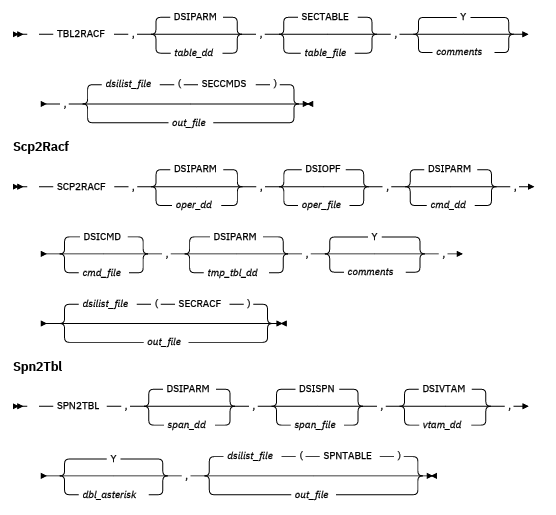 DSIPARM SECTABLE Y
TBL2RACF , , , ,
table_dd table_file comments
dsilist_file ( SECCMDS )
,
out_file
Scp2Racf
DSIPARM DSIOPF DSIPARM
SCP2RACF , , , ,
oper_dd oper_file cmd_dd
DSICMD DSIPARM Y
, , ,
cmd_file tmp_tbl_dd comments
dsilist_file ( SECRACF )
out_file
Spn2Tbl
DSIPARM DSISPN DSIVTAM
SPN2TBL , , , ,
span_dd span_file vtam_dd
Y dsilist_file ( SPNTABLE )
,
dbl_asterisk out_file